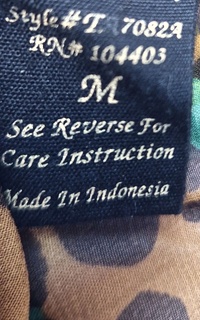 Style# T 7082A
RN# 104403
M
See Reverse For
Care Instruction
Made In Indonesia